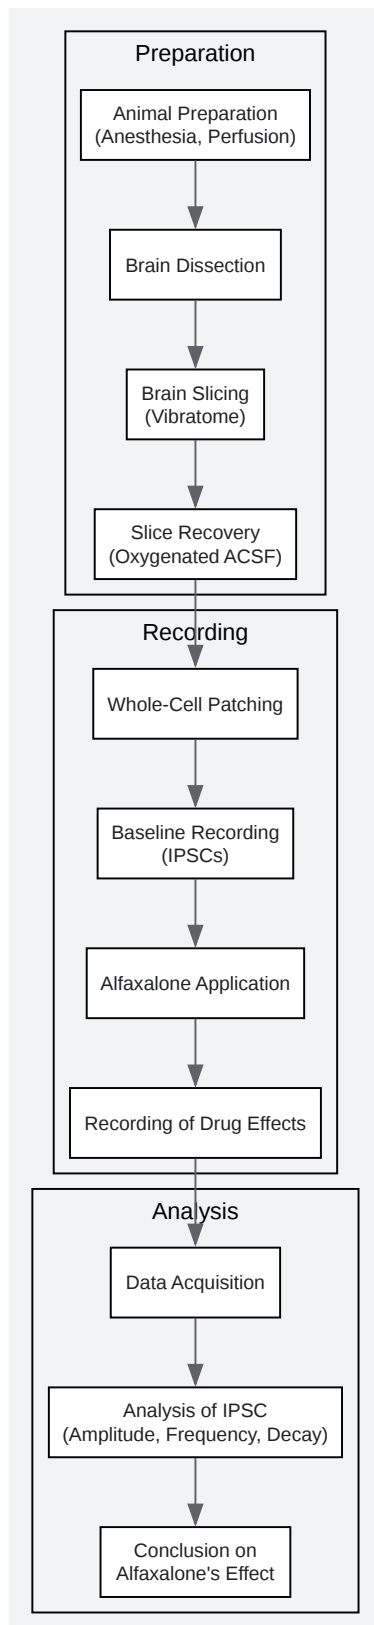 Preparation
Animal Preparation
(Anesthesia, Perfusion)
Brain Dissection
Brain Slicing
(Vibratome)
Slice Recovery
(Oxygenated ACSF)
Recording
Whole-Cell Patching
Baseline Recording
(IPSCs)
Alfaxalone Application
Recording of Drug Effects
Analysis
Data Acquisition
Analysis of IPSC
(Amplitude, Frequency, Decay)
Conclusion on
Alfaxalone's Effect